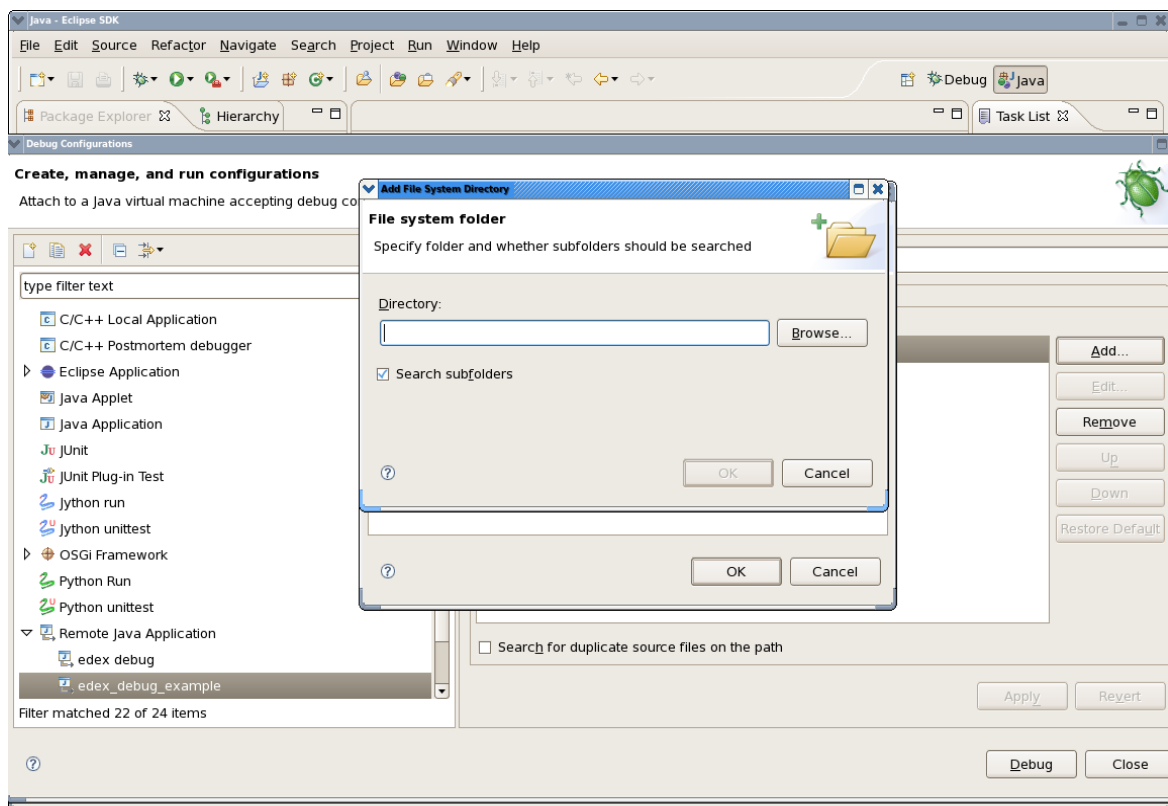 Java - Eclipse SDK
File Edit Source Refactor Navigate Search Project Run Window Help
Debug Java
Package Explorer Hierarchy Task List
Debug Configurations
Create, manage, and run configurations
Attach to a Java virtual machine accepting debug co
Add File System Directory
File system folder
Specify folder and whether subfolders should be searched
type filter text
Directory:
Browse...
Search subfolders
OK Cancel
OK Cancel
C/C++ Local Application
C/C++ Postmortem debugger
Eclipse Application
Java Applet
Java Application
JUnit
JUnit Plug-in Test
Jython run
Jython unittest
OSGi Framework
Python Run
Python unittest
Remote Java Application
edex debug
edex_debug_example
Filter matched 22 of 24 items
Add...
Edit...
Remove
Up
Down
Restore Default
Search for duplicate source files on the path
Apply Revert
Debug Close